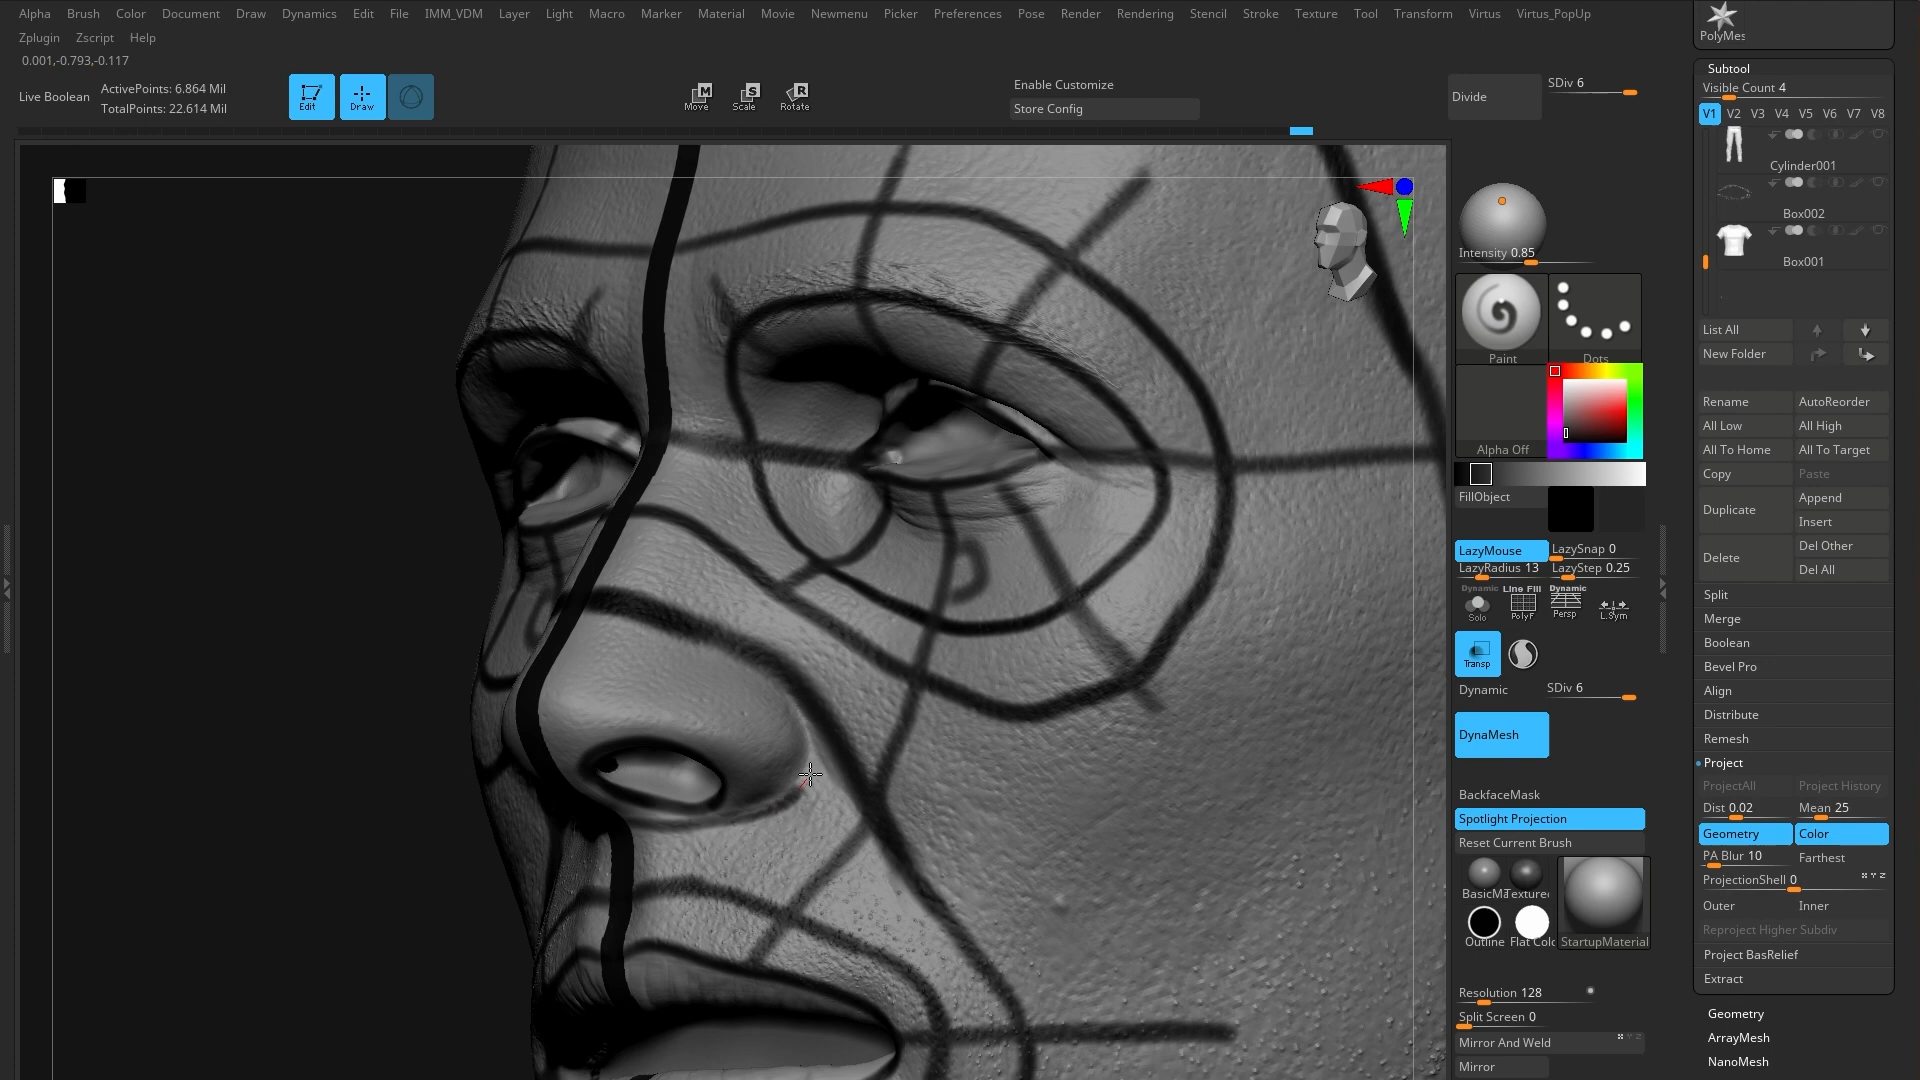 Alpha Brush Color Document Draw Dynamics Edit File IMM_VDM Layer Light Macro Marker Material Movie Newmenu Picker Preferences Pose Render Rendering Stencil Stroke Texture Tool Transform Virtus Virtus_PopUp
Zplugin Zscript Help
0.001,-0.793,-0.117
Live Boolean
ActivePoints: 6.864 Mil
TotalPoints: 22.614 Mil
Edit
Draw
M
Move
S
Scale
R
Rotate
Enable Customize
Store Config
Divide
SDiv 6
Intensity 0.85
Paint
Dots
Alpha Off
FillObject
LazyMouse
LazySnap 0
LazyRadius 13
LazyStep 0.25
Dynamic
Solo
Line Fill
PolyF
Dynamic
Persp
L.Sym
Transp
Dynamic
SDiv 6
DynaMesh
BackfaceMask
Spotlight Projection
Reset Current Brush
BasicMa
Texture
Outline
Flat Colo
StartupMaterial
Resolution 128
Split Screen 0
Mirror And Weld
Mirror
PolyMes
Subtool
Visible Count 4
V1 V2 V3 V4 V5 V6 V7 V8
Cylinder001
Box002
Box001
List All
New Folder
Rename
AutoReorder
All Low
All High
All To Home
All To Target
Copy
Paste
Duplicate
Append
Insert
Delete
Del Other
Del All
Split
Merge
Boolean
Bevel Pro
Align
Distribute
Remesh
Project
ProjectAll
Project History
Dist 0.02
Mean 25
Geometry
Color
PA Blur 10
Farthest
ProjectionShell 0
Outer
Inner
Reproject Higher Subdiv
Project BasRelief
Extract
Geometry
ArrayMesh
NanoMesh